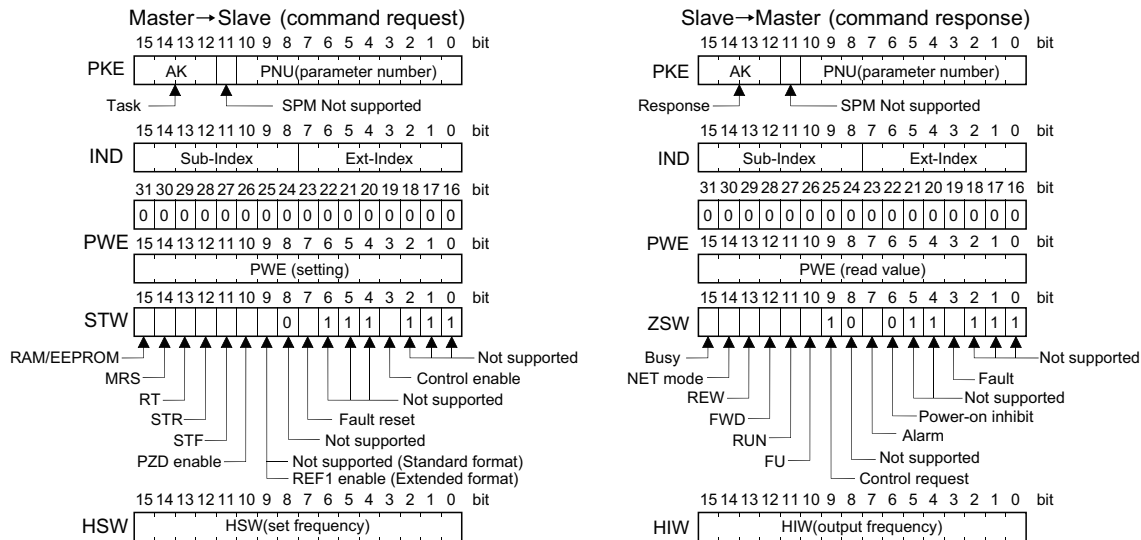 Master→Slave (command request)
15 14 13 12 11 10 9 8 7 6 5 4 3 2 1 0 bit
PKE AK PNU(parameter number)
Task SPM Not supported
15 14 13 12 11 10 9 8 7 6 5 4 3 2 1 0 bit
IND Sub-Index Ext-Index
31 30 29 28 27 26 25 24 23 22 21 20 19 18 17 16 bit
0 0 0 0 0 0 0 0 0 0 0 0 0 0 0 0
PWE 15 14 13 12 11 10 9 8 7 6 5 4 3 2 1 0 bit
PWE (setting)
15 14 13 12 11 10 9 8 7 6 5 4 3 2 1 0 bit
STW 0 1 1 1 1 1 1
RAM/EEPROM Not supported
MRS Control enable
RT Not supported
STR Fault reset
STF Not supported
PZD enable Not supported (Standard format)
REF1 enable (Extended format)
15 14 13 12 11 10 9 8 7 6 5 4 3 2 1 0 bit
HSW HSW(set frequency)
Slave→Master (command response)
15 14 13 12 11 10 9 8 7 6 5 4 3 2 1 0 bit
PKE AK PNU(parameter number)
Response SPM Not supported
15 14 13 12 11 10 9 8 7 6 5 4 3 2 1 0 bit
IND Sub-Index Ext-Index
31 30 29 28 27 26 25 24 23 22 21 20 19 18 17 16 bit
0 0 0 0 0 0 0 0 0 0 0 0 0 0 0 0
PWE 15 14 13 12 11 10 9 8 7 6 5 4 3 2 1 0 bit
PWE (read value)
15 14 13 12 11 10 9 8 7 6 5 4 3 2 1 0 bit
ZSW 1 0 0 1 1 1 1 1
Busy Not supported
NET mode Fault
REW Not supported
FWD Power-on inhibit
RUN Alarm
FU Not supported
Control request
15 14 13 12 11 10 9 8 7 6 5 4 3 2 1 0 bit
HIW HIW(output frequency)